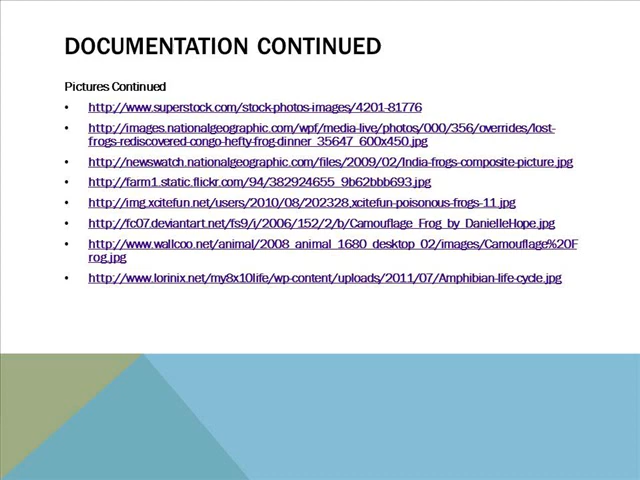 DOCUMENTATION CONTINUED
Pictures Continued
• http://www.superstock.com/stock-photos-images/4201-81776
• http://images.nationalgeographic.com/wpf/media-live/photos/000/356/overrides/lost-
frogs-rediscovered-congo-hefty-frog-dinner_35647_600x450.jpg
• http://newswatch.nationalgeographic.com/files/2009/02/India-frogs-composite-picture.jpg
• http://farm1.static.flickr.com/94/382924655_9b62bbb693.jpg
• http://img.xcitefun.net/users/2010/08/202328,xcitefun-poisonous-frogs-11.jpg
• http://fc07.deviantart.net/fs9/i/2006/152/2/b/Camouflage_Frog_by_DanielleHope.jpg
• http://www.wallcoo.net/animal/2008_animal_1680_desktop_02/images/Camouflage%20F
rog.jpg
• http://www.lorinix.net/my8x10life/wp-content/uploads/2011/07/Amphibian-life-cycle.jpg